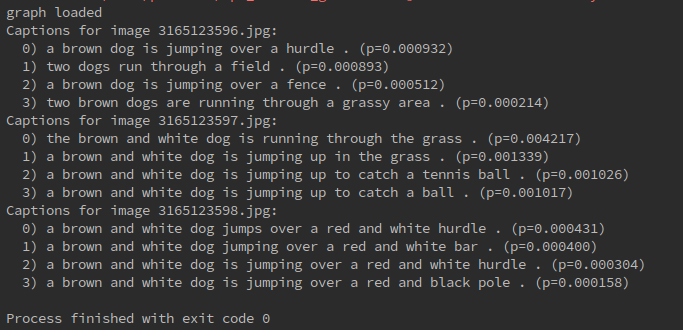 graph loaded
Captions for image 3165123596.jpg:
0) a brown dog is jumping over a hurdle . (p=0.000932)
1) two dogs run through a field . (p=0.000893)
2) a brown dog is jumping over a fence . (p=0.000512)
3) two brown dogs are running through a grassy area . (p=0.000214)
Captions for image 3165123597.jpg:
0) the brown and white dog is running through the grass . (p=0.004217)
1) a brown and white dog is jumping up in the grass . (p=0.001339)
2) a brown and white dog is jumping up to catch a tennis ball . (p=0.001026)
3) a brown and white dog is jumping up to catch a ball . (p=0.001017)
Captions for image 3165123598.jpg:
0) a brown and white dog jumps over a red and white hurdle . (p=0.000431)
1) a brown and white dog jumping over a red and white bar . (p=0.000400)
2) a brown and white dog is jumping over a red and white hurdle . (p=0.000304)
3) a brown and white dog is jumping over a red and black pole . (p=0.000158)
Process finished with exit code 0